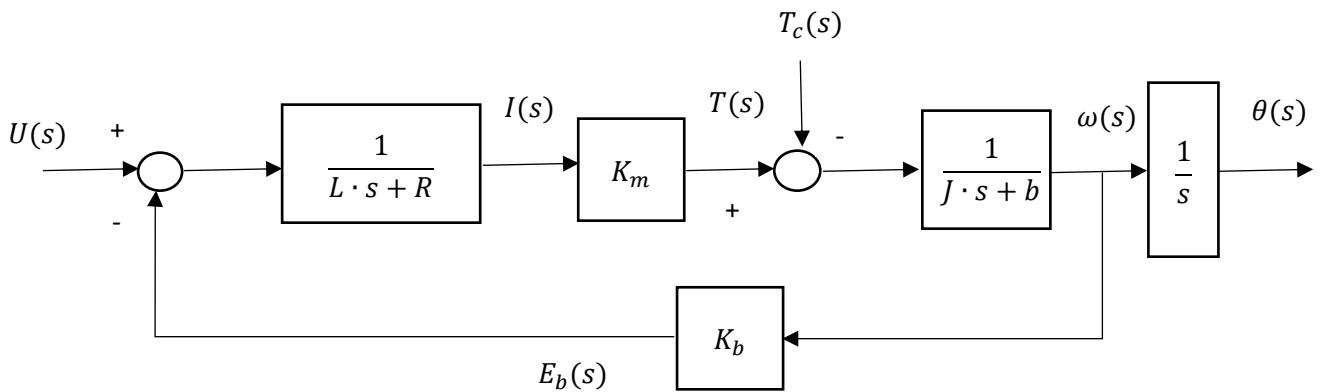 T_c(s)
U(s)
+
-
1
L · s + R
I(s)
K_m
T(s)
+
-
1
J · s + b
ω(s)
1
s
θ(s)
K_b
E_b(s)